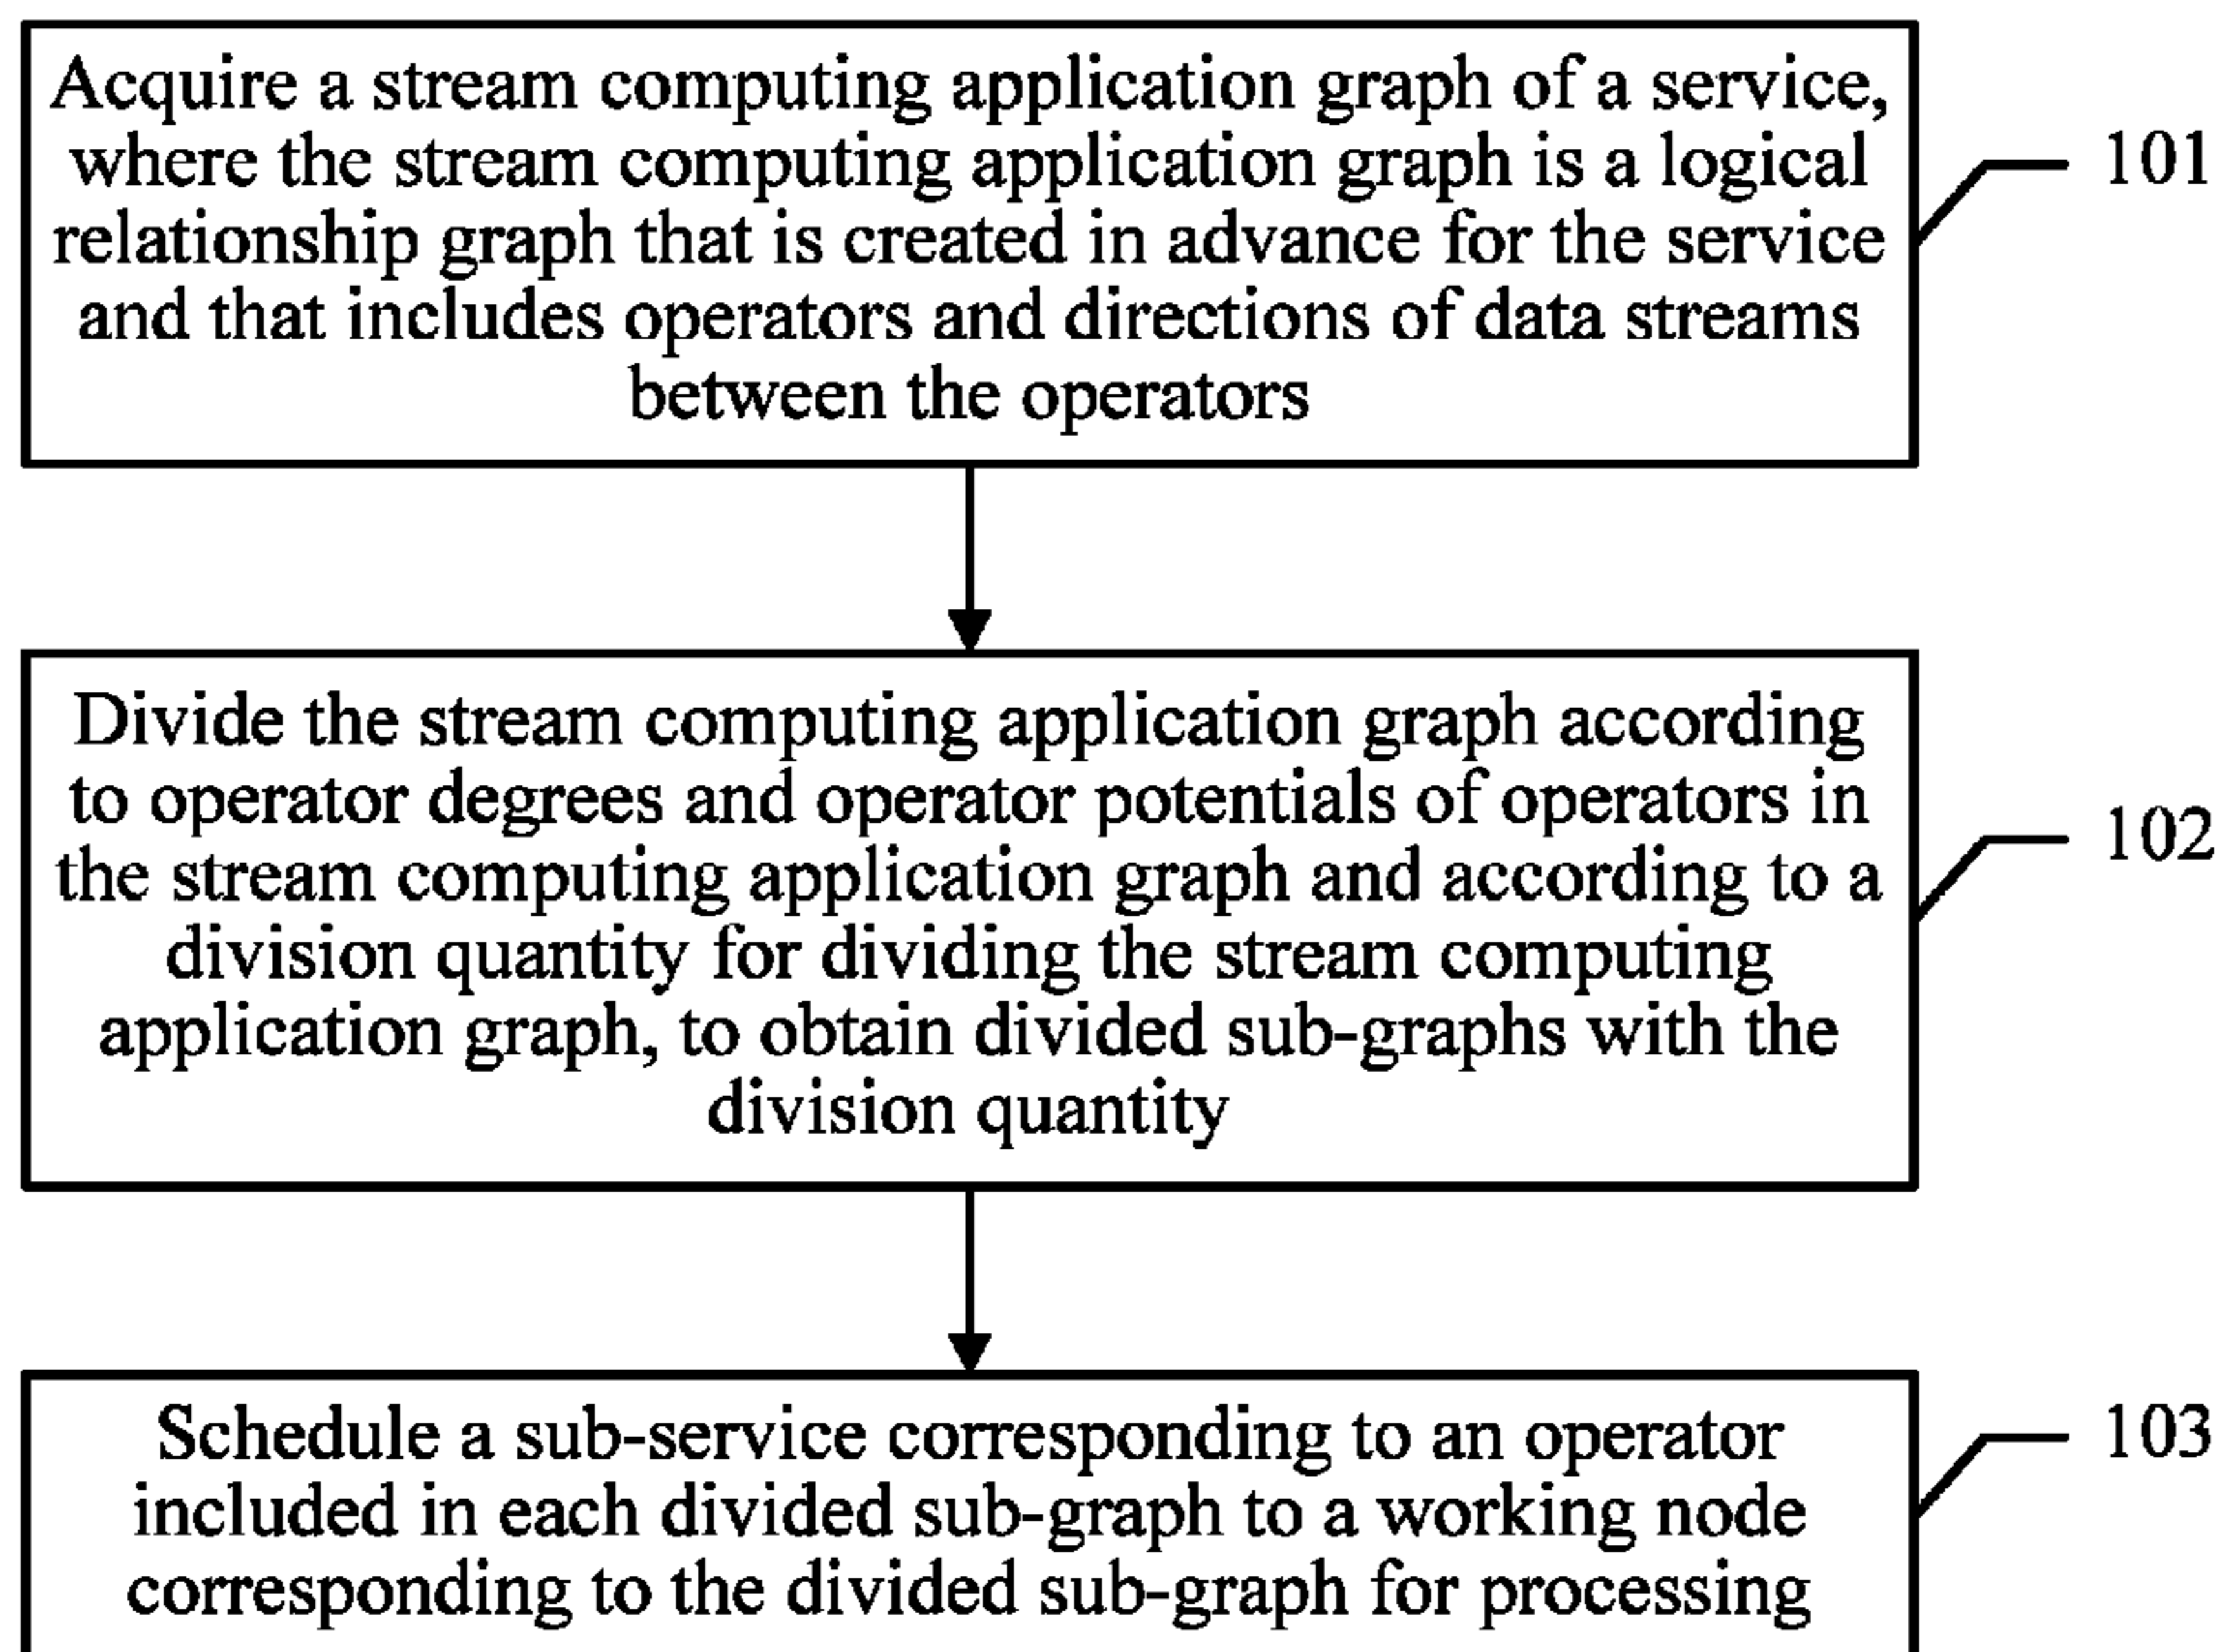 Acquire a stream computing application graph of a service,
where the stream computing application graph is a logical
relationship graph that is created in advance for the service
and that includes operators and directions of data streams
between the operators
101
Divide the stream computing application graph according
to operator degrees and operator potentials of operators in
the stream computing application graph and according to a
division quantity for dividing the stream computing
application graph, to obtain divided sub-graphs with the
division quantity
102
Schedule a sub-service corresponding to an operator
included in each divided sub-graph to a working node
corresponding to the divided sub-graph for processing
103